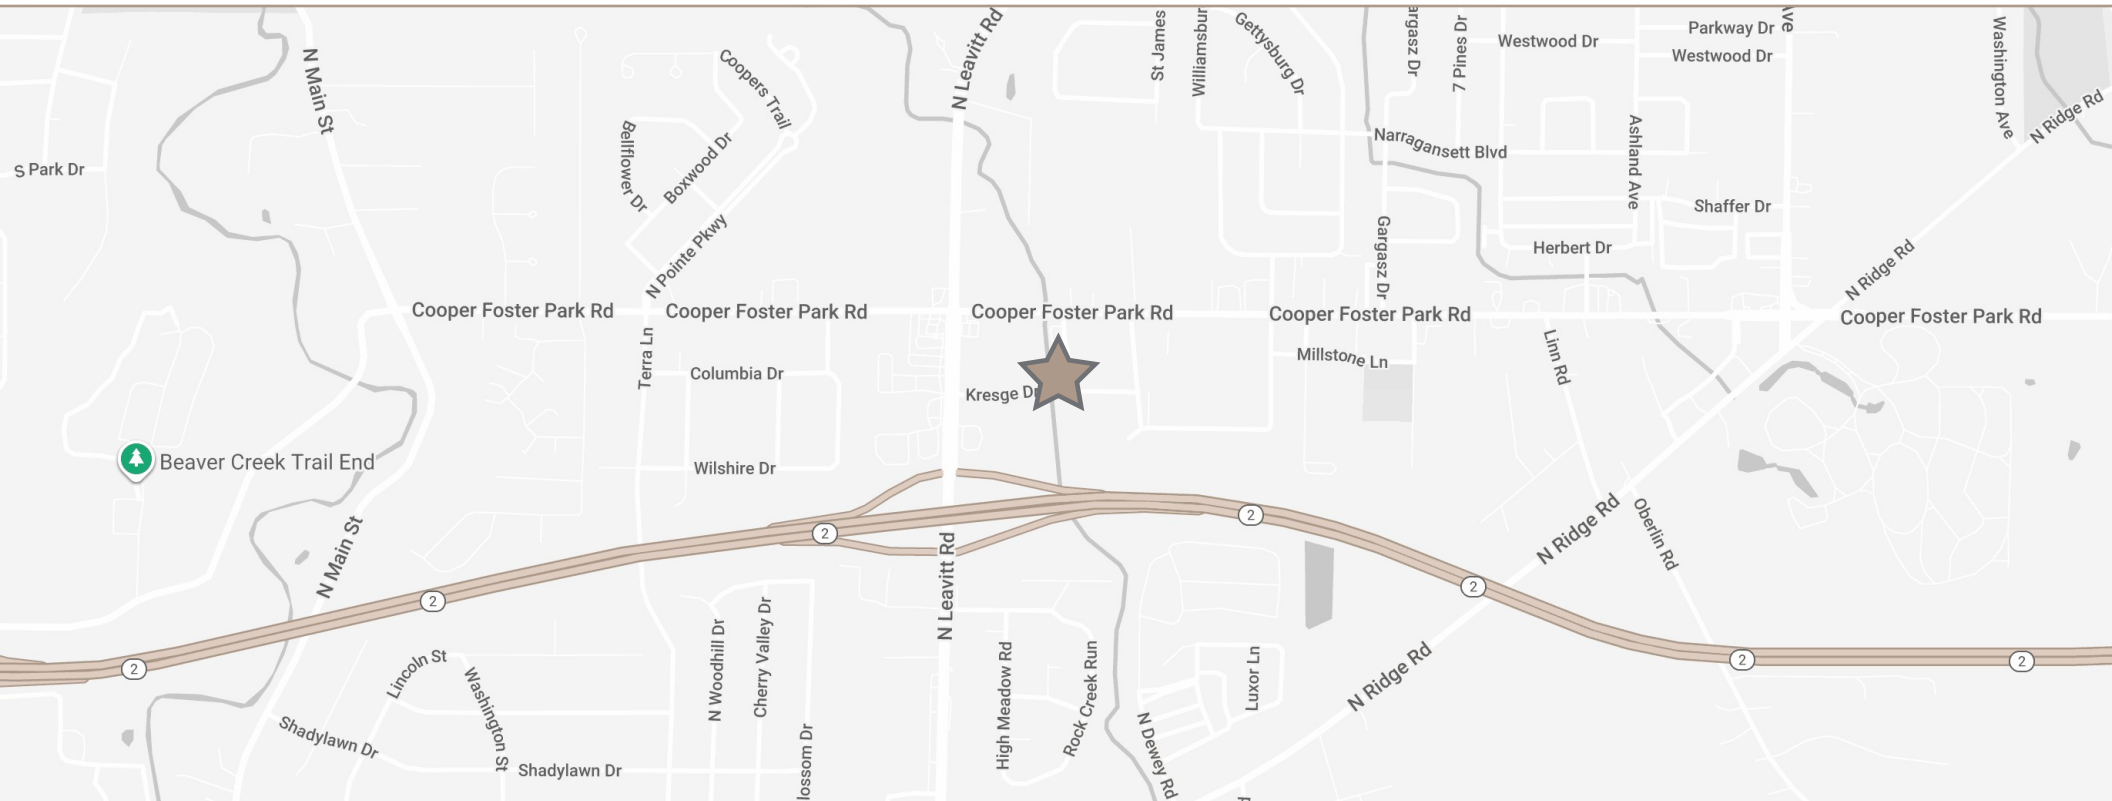 N Main St
Coopers Trail
N Leavitt Rd
St James
Gettysburg Dr
7 Pines Dr
Westwood Dr
Parkway Dr
Westwood Dr
Washington Ave
N Ridge Rd
S Park Dr
Bellflower Dr
Boxwood Dr
Narragansett Blvd
Ashland Ave
Shaffer Dr
N Pointe Pkwy
Gargasz Dr
Herbert Dr
N Ridge Rd
Cooper Foster Park Rd
Cooper Foster Park Rd
Cooper Foster Park Rd
Cooper Foster Park Rd
Cooper Foster Park Rd
Terra Ln
Columbia Dr
Kresge Dr
Millstone Ln
Linn Rd
Beaver Creek Trail End
Wilshire Dr
N Main St
2
2
2
2
2
2
2
N Leavitt Rd
N Ridge Rd
Oberlin Rd
Lincoln St
Washington St
Shadylawn Dr
Shadylawn Dr
N Woodhill Dr
Cherry Valley Dr
lossom Dr
High Meadow Rd
Rock Creek Run
N Dewey Rd
Luxor Ln
N Ridge Rd